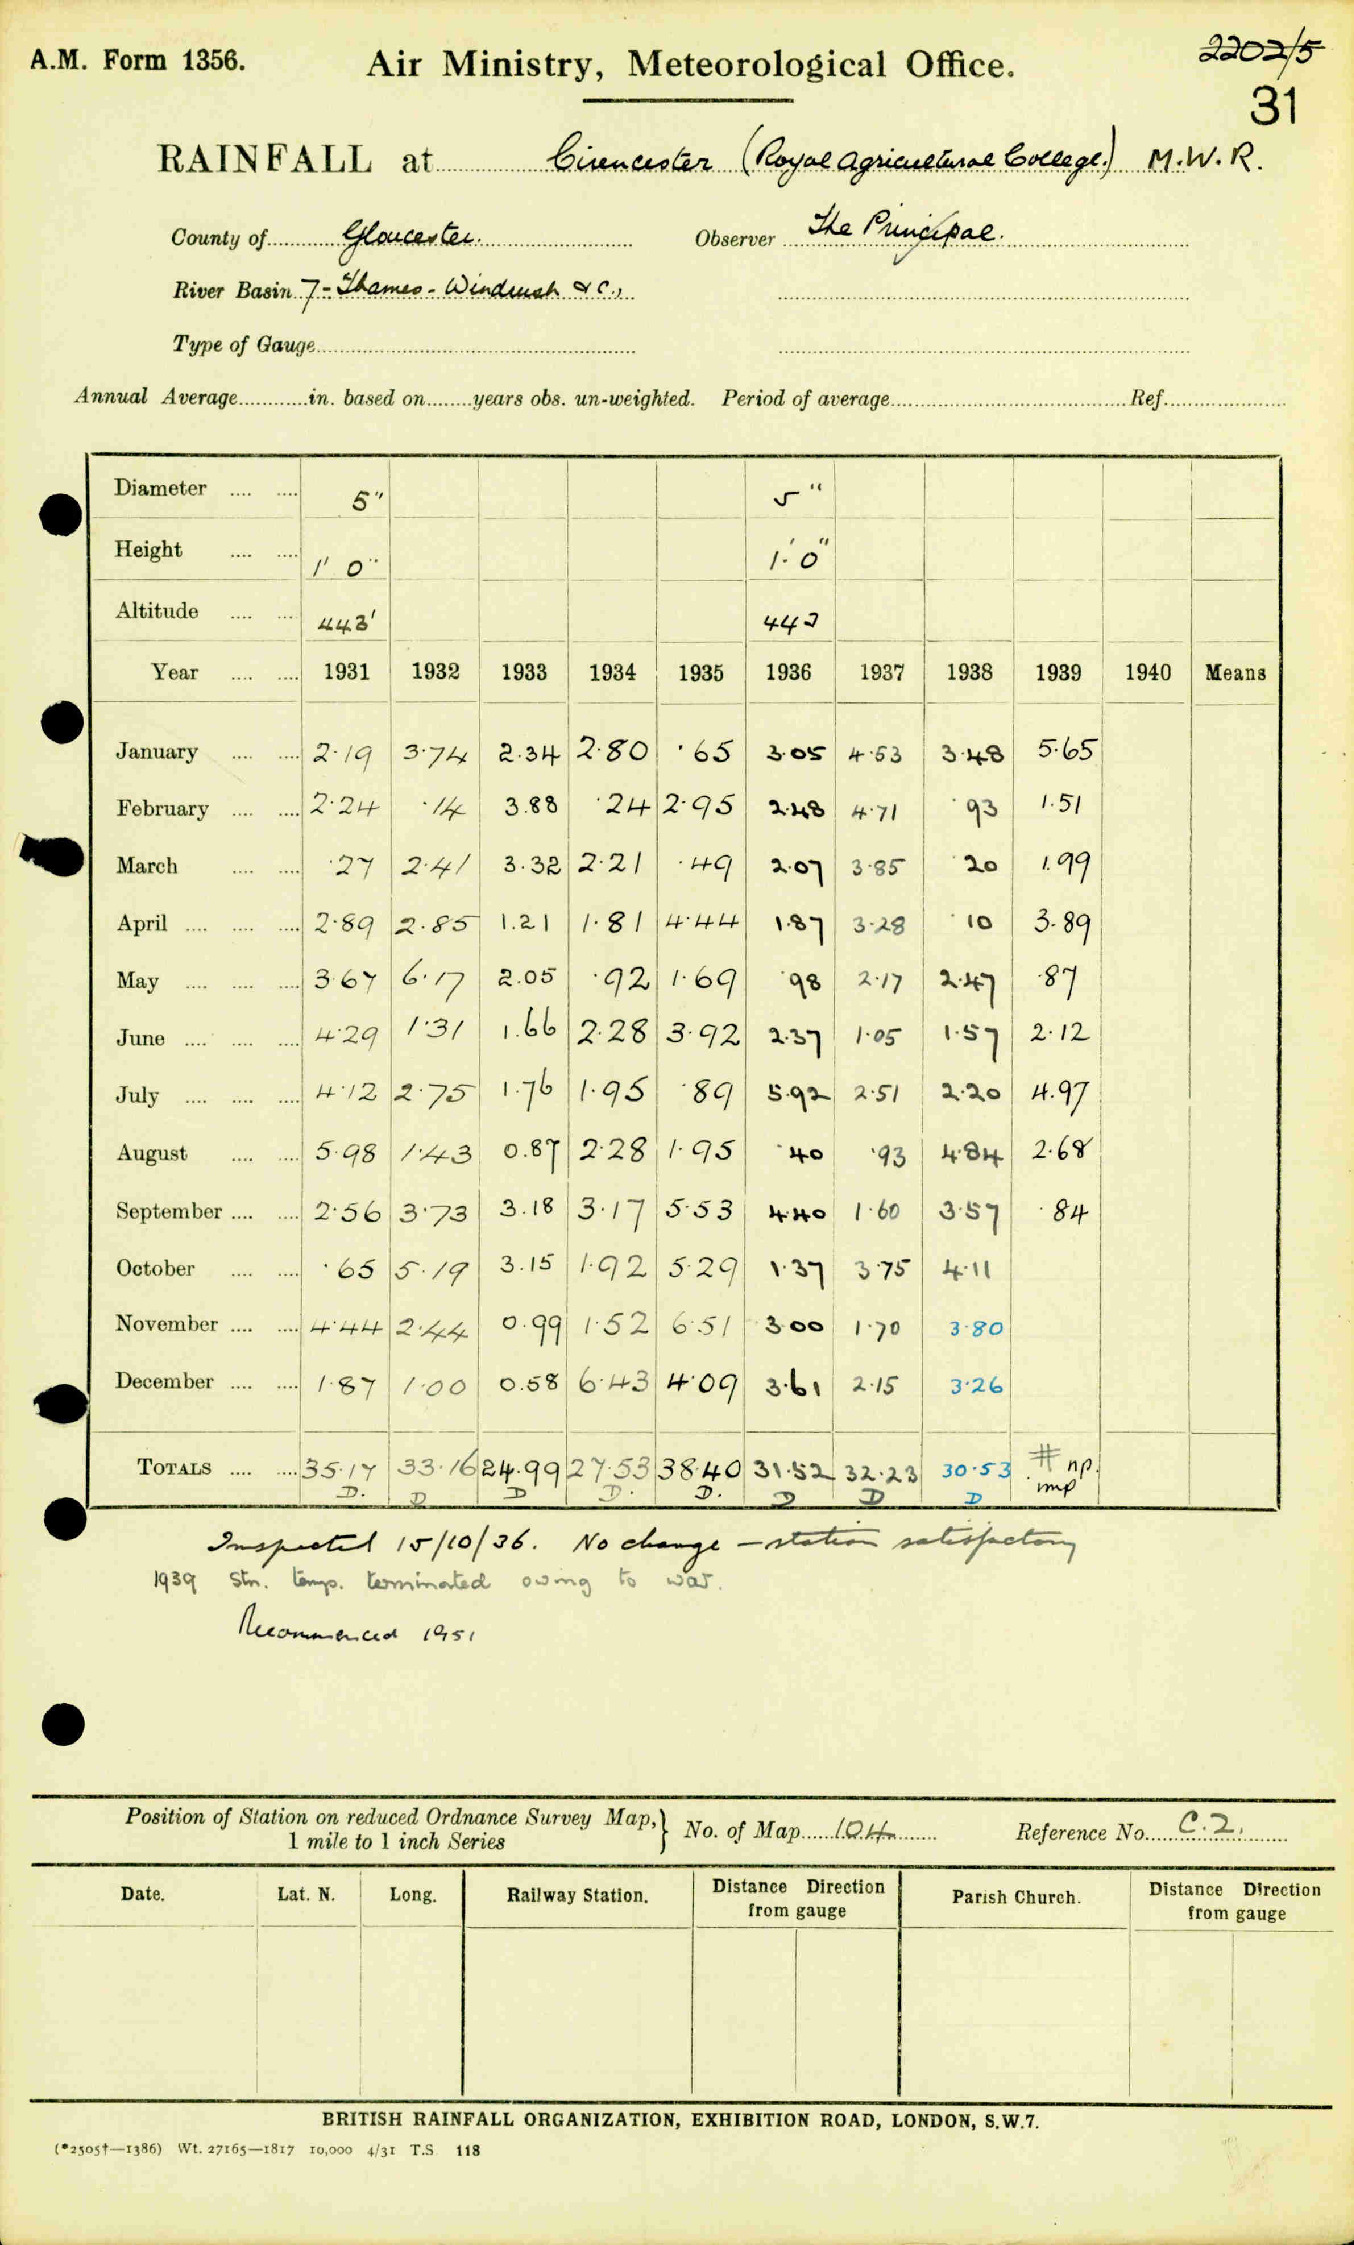 A.M. Form 1356. Air Ministry, Meteorological Office. 2202/5
31
RAINFALL at Cirencester (Royal Agricultural College.) M.W.R.
County of Gloucester. Observer The Principal.
River Basin 7 - Thames - Windrush &c.,
Type of Gauge
Annual Average in. based on years obs. un-weighted. Period of average Ref.
Diameter 5" 5"
Height 1' 0" 1' 0"
Altitude 443' 443
Year 1931 1932 1933 1934 1935 1936 1937 1938 1939 1940 Means
January 2.19 3.74 2.34 2.80 .65 3.05 4.53 3.48 5.65
February 2.24 .14 3.88 .24 2.95 2.48 4.71 .93 1.51
March .27 2.41 3.32 2.21 .49 2.07 3.85 .20 1.99
April 2.89 2.85 1.21 1.81 4.44 1.87 3.28 .10 3.89
May 3.67 6.17 2.05 .92 1.69 .98 2.17 2.47 .87
June 4.29 1.31 1.66 2.28 3.92 2.37 1.05 1.57 2.12
July 4.12 2.75 1.76 1.95 .89 5.92 2.51 2.20 4.97
August 5.98 1.43 0.87 2.28 1.95 .40 .93 4.84 2.68
September 2.56 3.73 3.18 3.17 5.53 4.40 1.60 3.57 .84
October .65 5.19 3.15 1.92 5.29 1.37 3.75 4.11
November 4.44 2.44 0.99 1.52 6.51 3.00 1.70 3.80
December 1.87 1.00 0.58 6.43 4.09 3.61 2.15 3.26
TOTALS 35.17 33.16 24.99 27.53 38.40 31.52 32.23 30.53 # np.
D. D D D. D. D D D imp
Inspected 15/10/36. No change - station satisfactory
1939 Stn. temp. terminated owing to war.
Recommenced 1951
Position of Station on reduced Ordnance Survey Map,} No. of Map 104 Reference No. C.2.
1 mile to 1 inch Series
Date. Lat. N. Long. Railway Station. Distance Direction from gauge Parish Church. Distance Direction from gauge
BRITISH RAINFALL ORGANIZATION, EXHIBITION ROAD, LONDON, S.W.7.
(*2505†—1386) Wt. 27165—1817 10,000 4/31 T.S 118